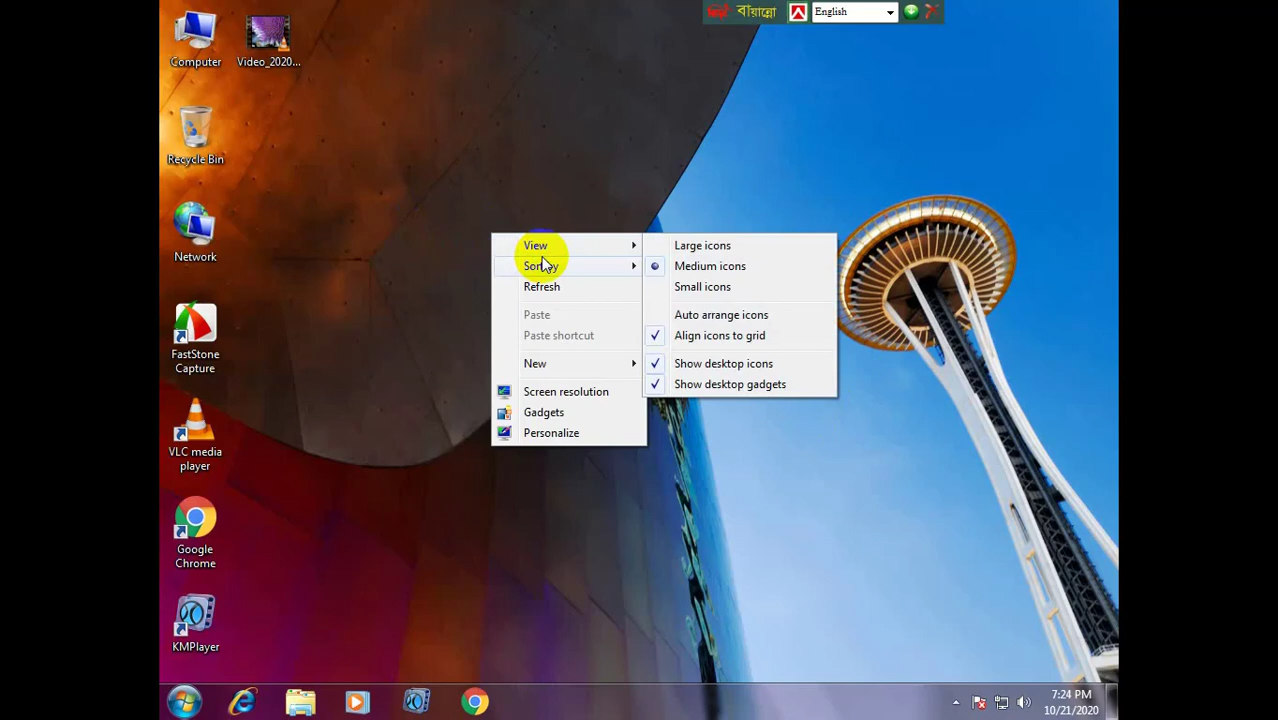 বাঁয়ান্নো
English
Computer
Video_2020...
Recycle Bin
Network
FastStone
Capture
VLC media
player
Google
Chrome
KMPlayer
View
Refresh
Paste
Paste shortcut
New
Screen resolution
Gadgets
Personalize
Large icons
Medium icons
Small icons
Auto arrange icons
Align icons to grid
Show desktop icons
Show desktop gadgets
7:24 PM
10/21/2020